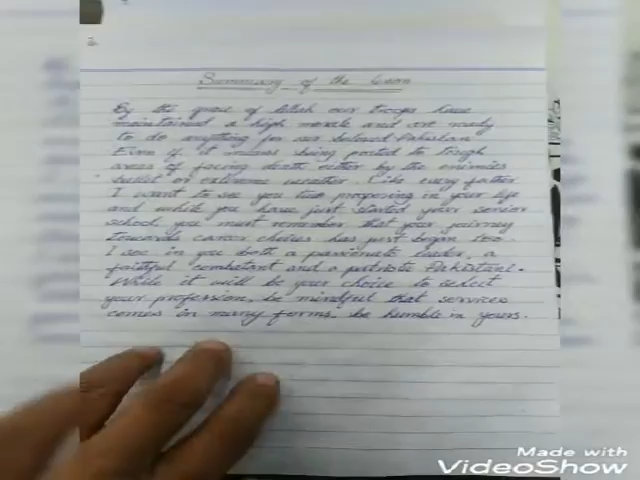 Summary of the Lesson
By the grace of Allah our troops have
maintained a high morale and are ready
to do anything for our beloved Pakistan
Even if it means being posted to tough
areas of facing death either by the enemies
bullet or extreme weather. Like every father
I want to see you two prospering in your life
and while you have just started your senior
school, you must remember that your journey
towards career choices has just began too.
I see in you both a passionate leader, a
faithful combatant and a patriotic Pakistani.
While it will be your choice to select
your profession, be mindful that services
comes in many forms. be humble in yours.
Made with
VideoShow